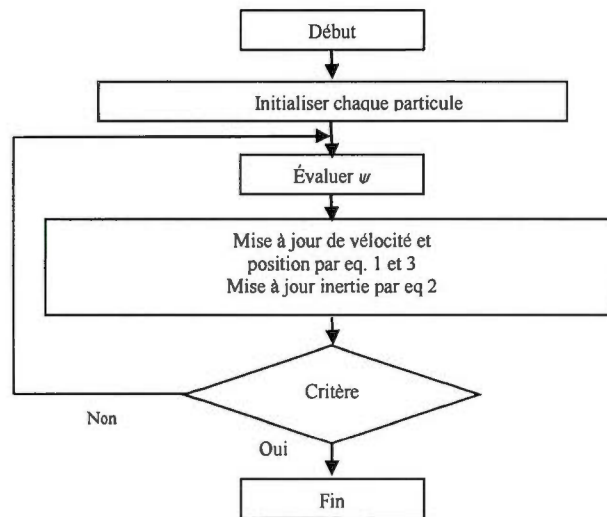 Début
Initialiser chaque particule
Évaluer ψ
Mise à jour de vélocité et
position par eq. 1 et 3
Mise à jour inertie par eq 2
Critère
Non
Oui
Fin